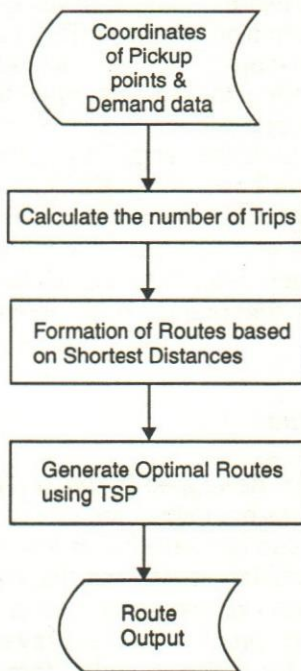 Coordinates
of Pickup
points &
Demand data
Calculate the number of Trips
Formation of Routes based
on Shortest Distances
Generate Optimal Routes
using TSP
Route
Output